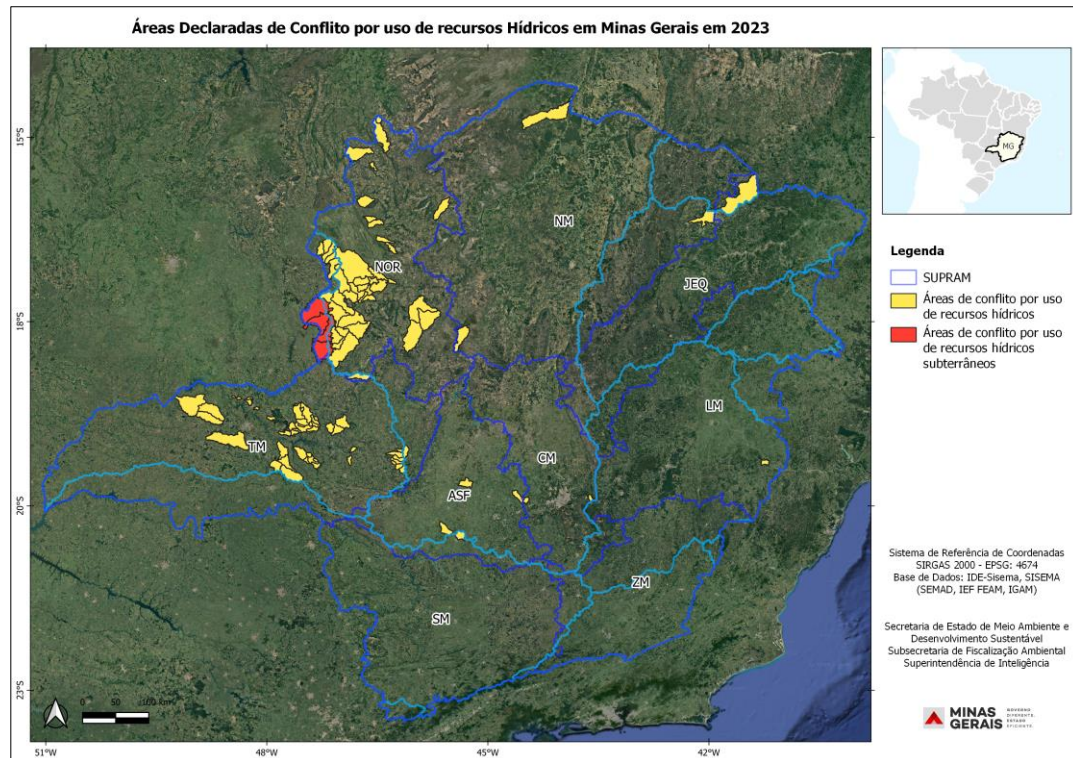 Áreas Declaradas de Conflito por uso de recursos Hídricos em Minas Gerais em 2023
15°S
18°S
20°S
23°S
NM
NOR
JEQ
LM
TM
CM
ASF
ZM
SM
0 50 100 km
51°W
48°W
45°W
42°W
MG
Legenda
SUPRAM
Áreas de conflito por uso
de recursos hídricos
Áreas de conflito por uso
de recursos hídricos
subterrâneos
Sistema de Referência de Coordenadas
SIRGAS 2000 - EPSG: 4674
Base de Dados: IDE-Sisema, SISEMA
(SEMAD, IEF FEAM, IGAM)
Secretaria de Estado de Meio Ambiente e
Desenvolvimento Sustentável
Subsecretaria de Fiscalização Ambiental
Superintendência de Inteligência
MINAS
GERAIS
GOVERNO
DIFERENTE.
ESTADO
EFICIENTE.